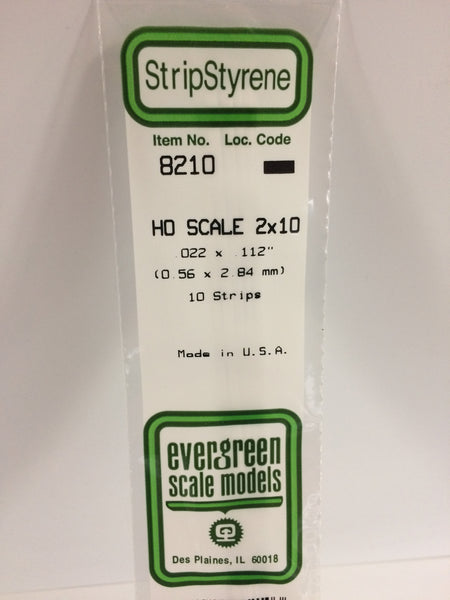 StripStyrene
Item No. Loc. Code
8210
HO SCALE 2x10
.022 x .112"
(0.56 x 2.84 mm)
10 Strips
Made in U.S.A.
evergreen
scale models
Des Plaines, IL 60018